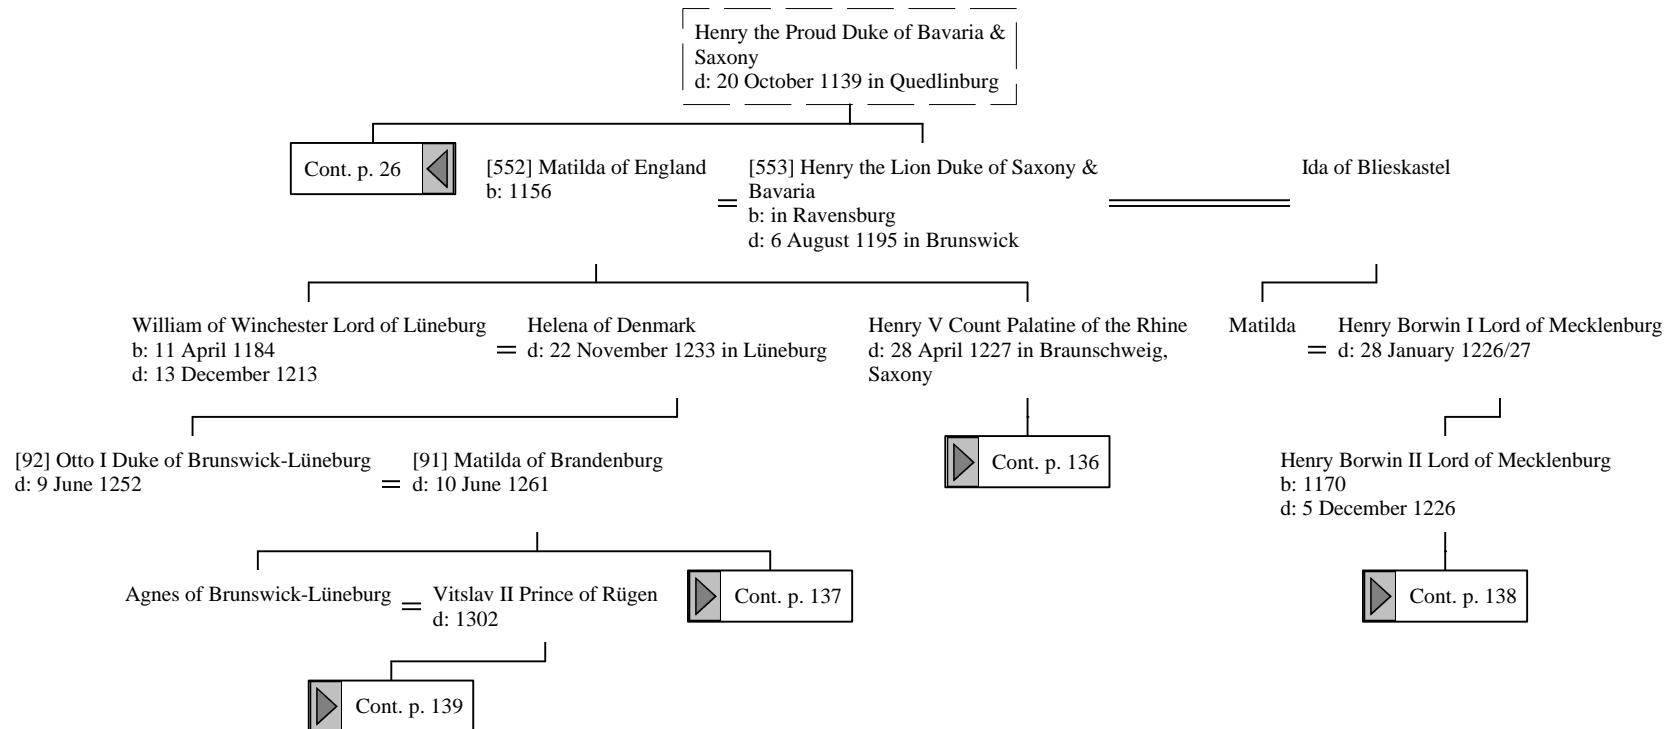 Henry the Proud Duke of Bavaria &
Saxony
d: 20 October 1139 in Quedlinburg
Cont. p. 26
[552] Matilda of England
b: 1156
=
[553] Henry the Lion Duke of Saxony &
Bavaria
b: in Ravensburg
d: 6 August 1195 in Brunswick
Ida of Blieskastel
William of Winchester Lord of Lüneburg
b: 11 April 1184
d: 13 December 1213
=
Helena of Denmark
d: 22 November 1233 in Lüneburg
Henry V Count Palatine of the Rhine
d: 28 April 1227 in Braunschweig,
Saxony
Matilda
=
Henry Borwin I Lord of Mecklenburg
d: 28 January 1226/27
[92] Otto I Duke of Brunswick-Lüneburg
d: 9 June 1252
=
[91] Matilda of Brandenburg
d: 10 June 1261
Cont. p. 136
Henry Borwin II Lord of Mecklenburg
b: 1170
d: 5 December 1226
Agnes of Brunswick-Lüneburg
=
Vitslav II Prince of Rügen
d: 1302
Cont. p. 137
Cont. p. 138
Cont. p. 139